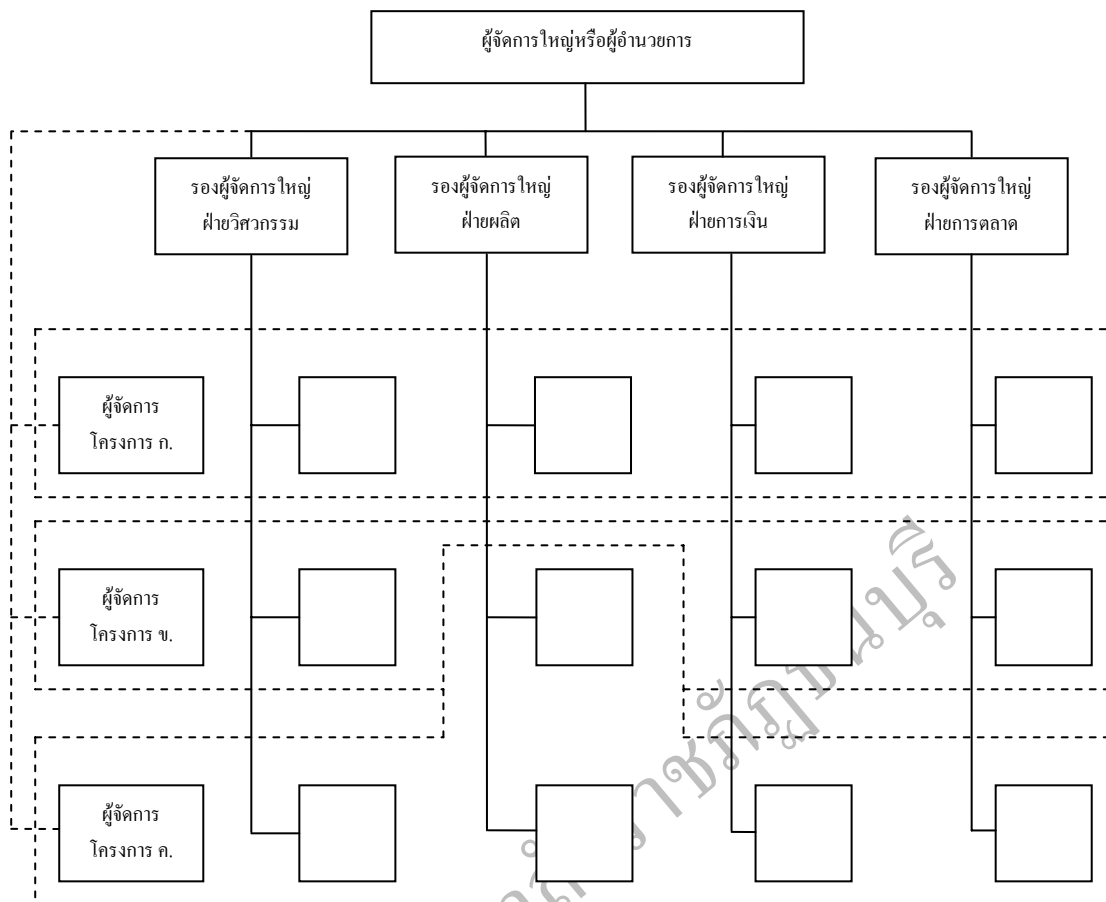 ผู้จัดการใหญ่หรือผู้อำนวยการ
รองผู้จัดการใหญ่
ฝ่ายวิศวกรรม
รองผู้จัดการใหญ่
ฝ่ายผลิต
รองผู้จัดการใหญ่
ฝ่ายการเงิน
รองผู้จัดการใหญ่
ฝ่ายการตลาด
ผู้จัดการ
โครงการ ก.
ผู้จัดการ
โครงการ ข.
ผู้จัดการ
โครงการ ค.